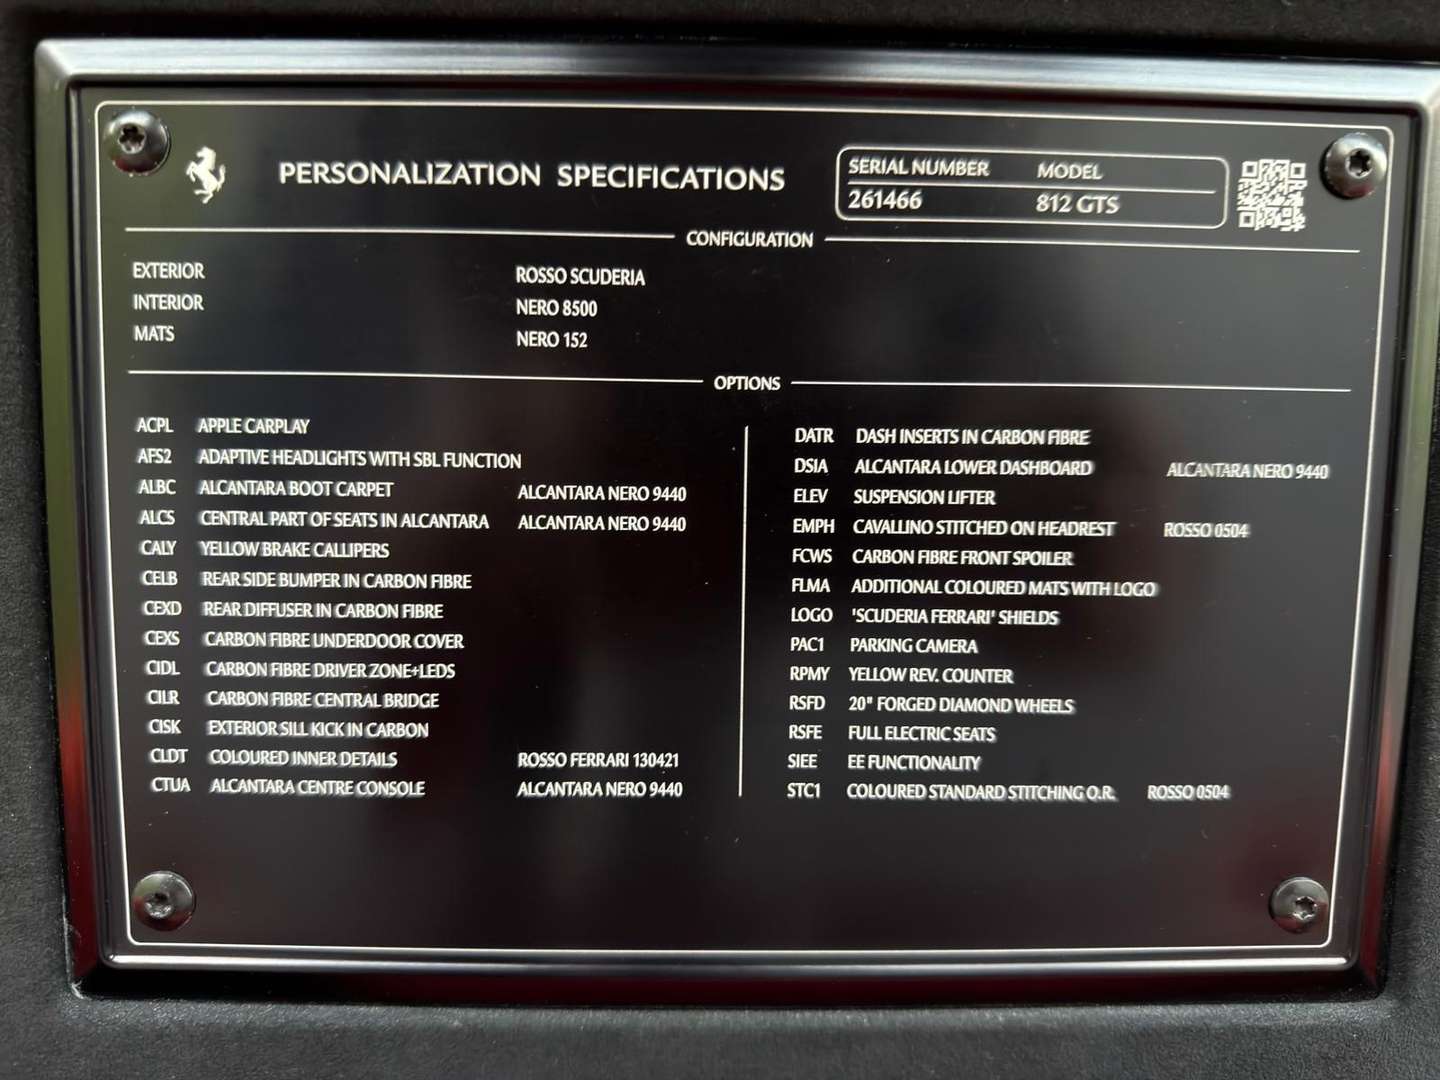 PERSONALIZATION SPECIFICATIONS
SERIAL NUMBER MODEL
261466 812 GTS
CONFIGURATION
EXTERIOR ROSSO SCUDERIA
INTERIOR NERO 8500
MATS NERO 152
OPTIONS
ACPL APPLE CARPLAY
AFS2 ADAPTIVE HEADLIGHTS WITH SBL FUNCTION
ALBC ALCANTARA BOOT CARPET ALCANTARA NERO 9440
ALCS CENTRAL PART OF SEATS IN ALCANTARA ALCANTARA NERO 9440
CALY YELLOW BRAKE CALLIPERS
CELB REAR SIDE BUMPER IN CARBON FIBRE
CEXD REAR DIFFUSER IN CARBON FIBRE
CEXS CARBON FIBRE UNDERDOOR COVER
CIDL CARBON FIBRE DRIVER ZONE+LEDS
CILR CARBON FIBRE CENTRAL BRIDGE
CISK EXTERIOR SILL KICK IN CARBON
CLDT COLOURED INNER DETAILS ROSSO FERRARI 130421
CTUA ALCANTARA CENTRE CONSOLE ALCANTARA NERO 9440
DATR DASH INSERTS IN CARBON FIBRE
DSIA ALCANTARA LOWER DASHBOARD ALCANTARA NERO 9440
ELEV SUSPENSION LIFTER
EMPH CAVALLINO STITCHED ON HEADREST ROSSO 0504
FCWS CARBON FIBRE FRONT SPOILER
FLMA ADDITIONAL COLOURED MATS WITH LOGO
LOGO 'SCUDERIA FERRARI' SHIELDS
PAC1 PARKING CAMERA
RPMY YELLOW REV. COUNTER
RSFD 20" FORGED DIAMOND WHEELS
RSFE FULL ELECTRIC SEATS
SIEE EE FUNCTIONALITY
STC1 COLOURED STANDARD STITCHING O.R. ROSSO 0504